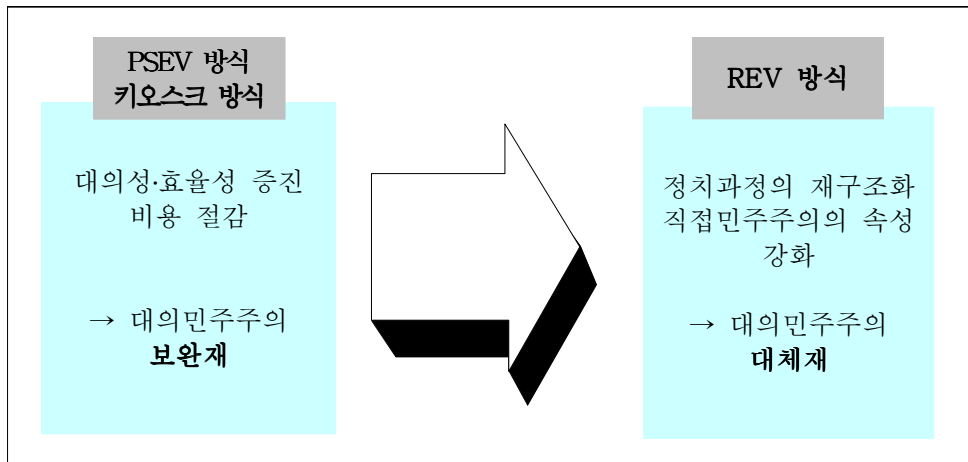 PSEV 방식
키오스크 방식
대의성·효율성 증진
비용 절감
→ 대의민주주의
보완재
REV 방식
정치과정의 재구조화
직접민주주의의 속성
강화
→ 대의민주주의
대체재